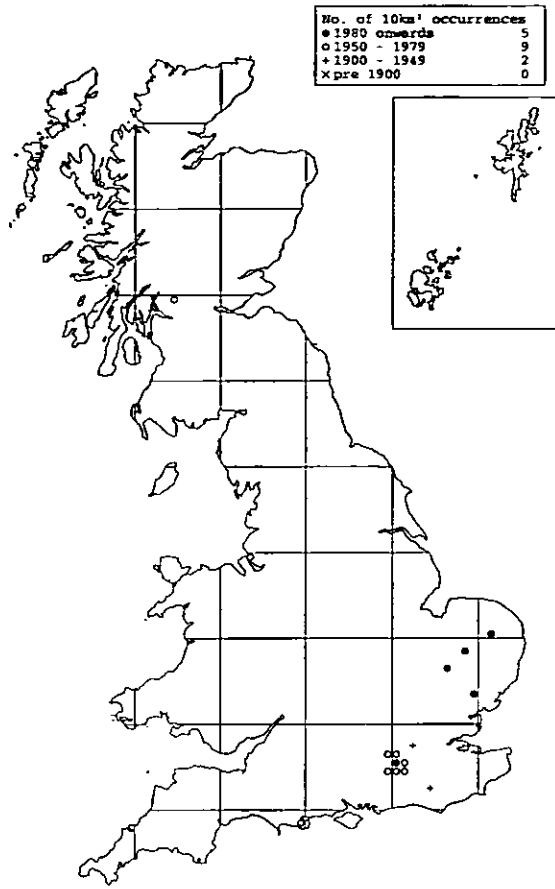 No. of 10km² occurrences
● 1980 onwards 5
○ 1950 - 1979 9
+ 1900 - 1949 2
× pre 1900 0